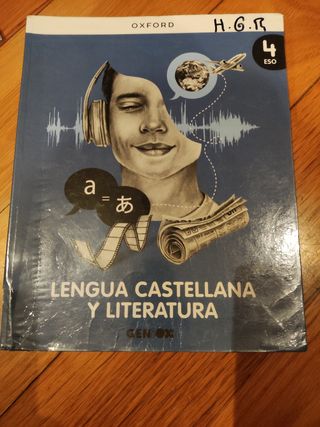 OXFORD
H.G.R
4
ESO
a
= あ
LENGUA CASTELLANA
Y LITERATURA
GEN OX